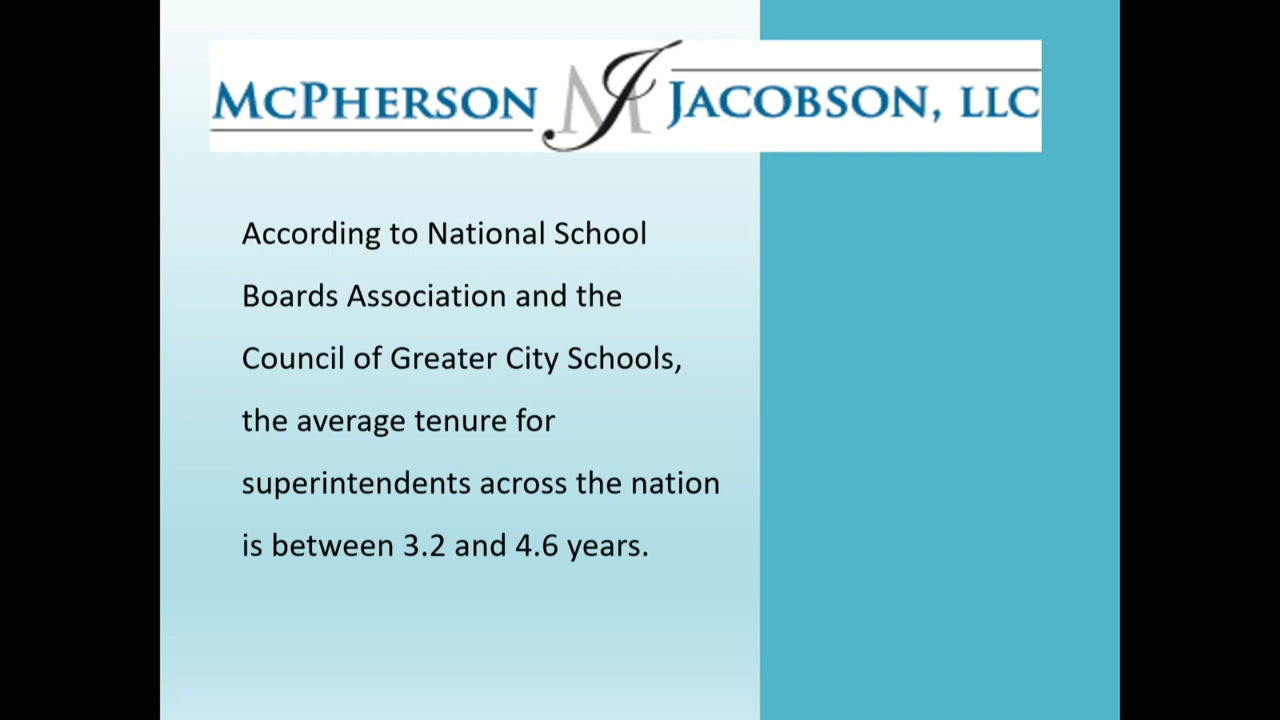 McPherson MJ Jacobson, LLC
According to National School
Boards Association and the
Council of Greater City Schools,
the average tenure for
superintendents across the nation
is between 3.2 and 4.6 years.